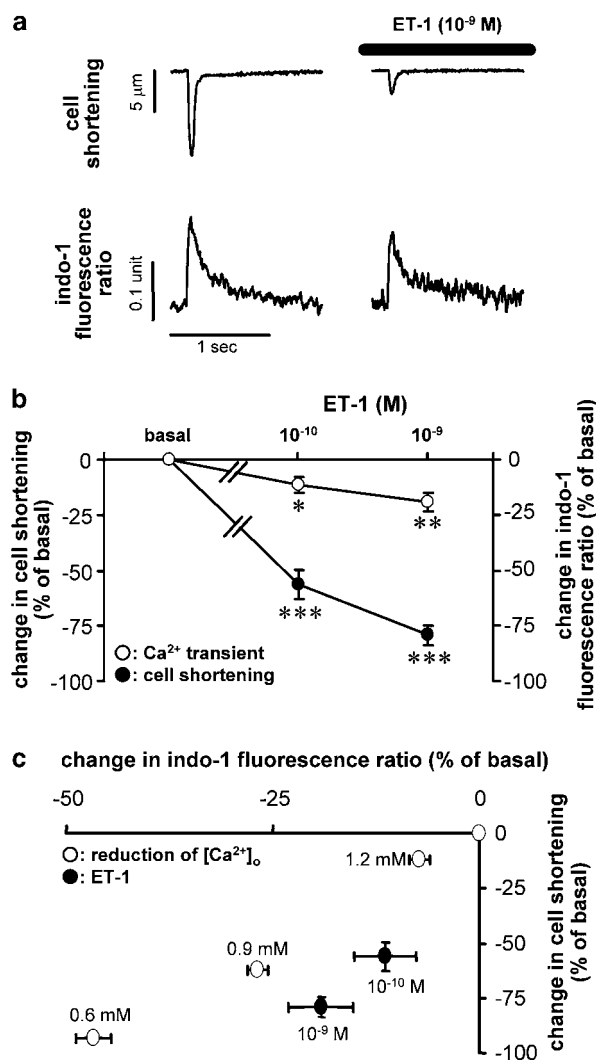 a
ET-1 (10⁻⁹ M)
cell
shortening
5 μm
indo-1
fluorescence
ratio
0.1 unit
1 sec
b
ET-1 (M)
basal
10⁻¹⁰
10⁻⁹
change in cell shortening
(% of basal)
0
-25
-50
-75
-100
*
**
***
***
○: Ca²⁺ transient
●: cell shortening
0
-25
-50
-75
-100
change in indo-1
fluorescence ratio (% of basal)
c
change in indo-1 fluorescence ratio (% of basal)
-50
-25
0
○: reduction of [Ca²⁺]ₒ
●: ET-1
1.2 mM
0.9 mM
0.6 mM
10⁻¹⁰ M
10⁻⁹ M
0
-25
-50
-75
-100
change in cell shortening
(% of basal)